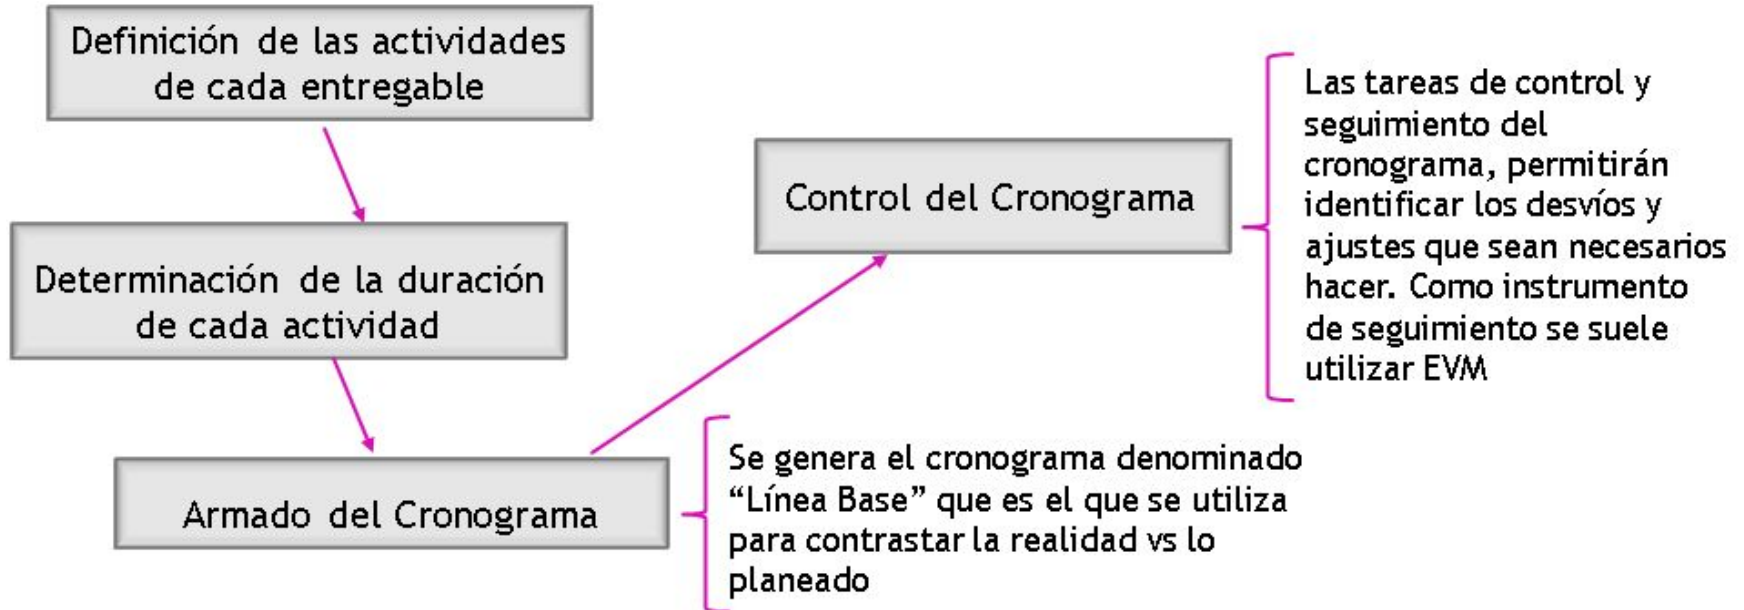 Definición de las actividades
de cada entregable
Determinación de la duración
de cada actividad
Armado del Cronograma
Se genera el cronograma denominado
“Línea Base” que es el que se utiliza
para contrastar la realidad vs lo
planeado
Control del Cronograma
Las tareas de control y
seguimiento del
cronograma, permitirán
identificar los desvíos y
ajustes que sean necesarios
hacer. Como instrumento
de seguimiento se suele
utilizar EVM